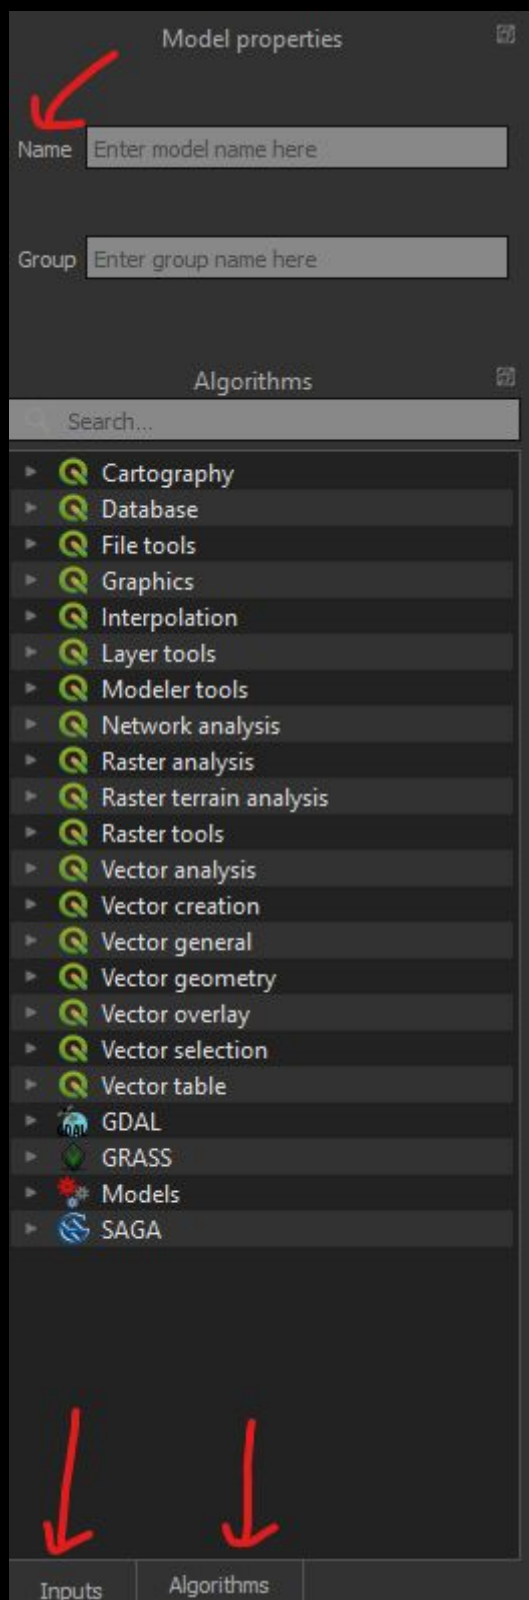 Model properties
Name Enter model name here
Group Enter group name here
Algorithms
Search...
Cartography
Database
File tools
Graphics
Interpolation
Layer tools
Modeler tools
Network analysis
Raster analysis
Raster terrain analysis
Raster tools
Vector analysis
Vector creation
Vector general
Vector geometry
Vector overlay
Vector selection
Vector table
GDAL GDAL
GRASS
Models
SAGA
Inputs Algorithms